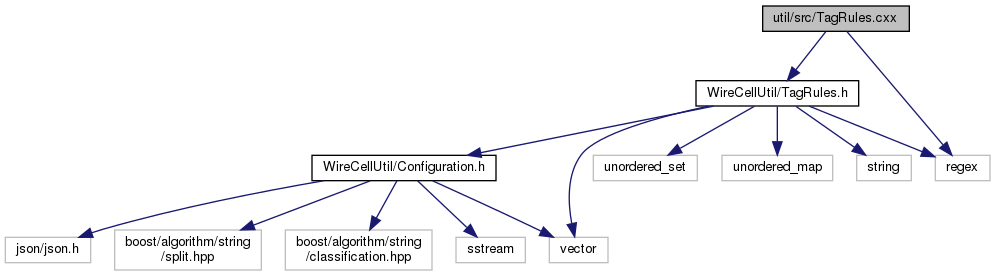 util/src/TagRules.cxx
WireCellUtil/TagRules.h
WireCellUtil/Configuration.h
unordered_set
unordered_map
string
regex
json/json.h
boost/algorithm/string
/split.hpp
boost/algorithm/string
/classification.hpp
sstream
vector